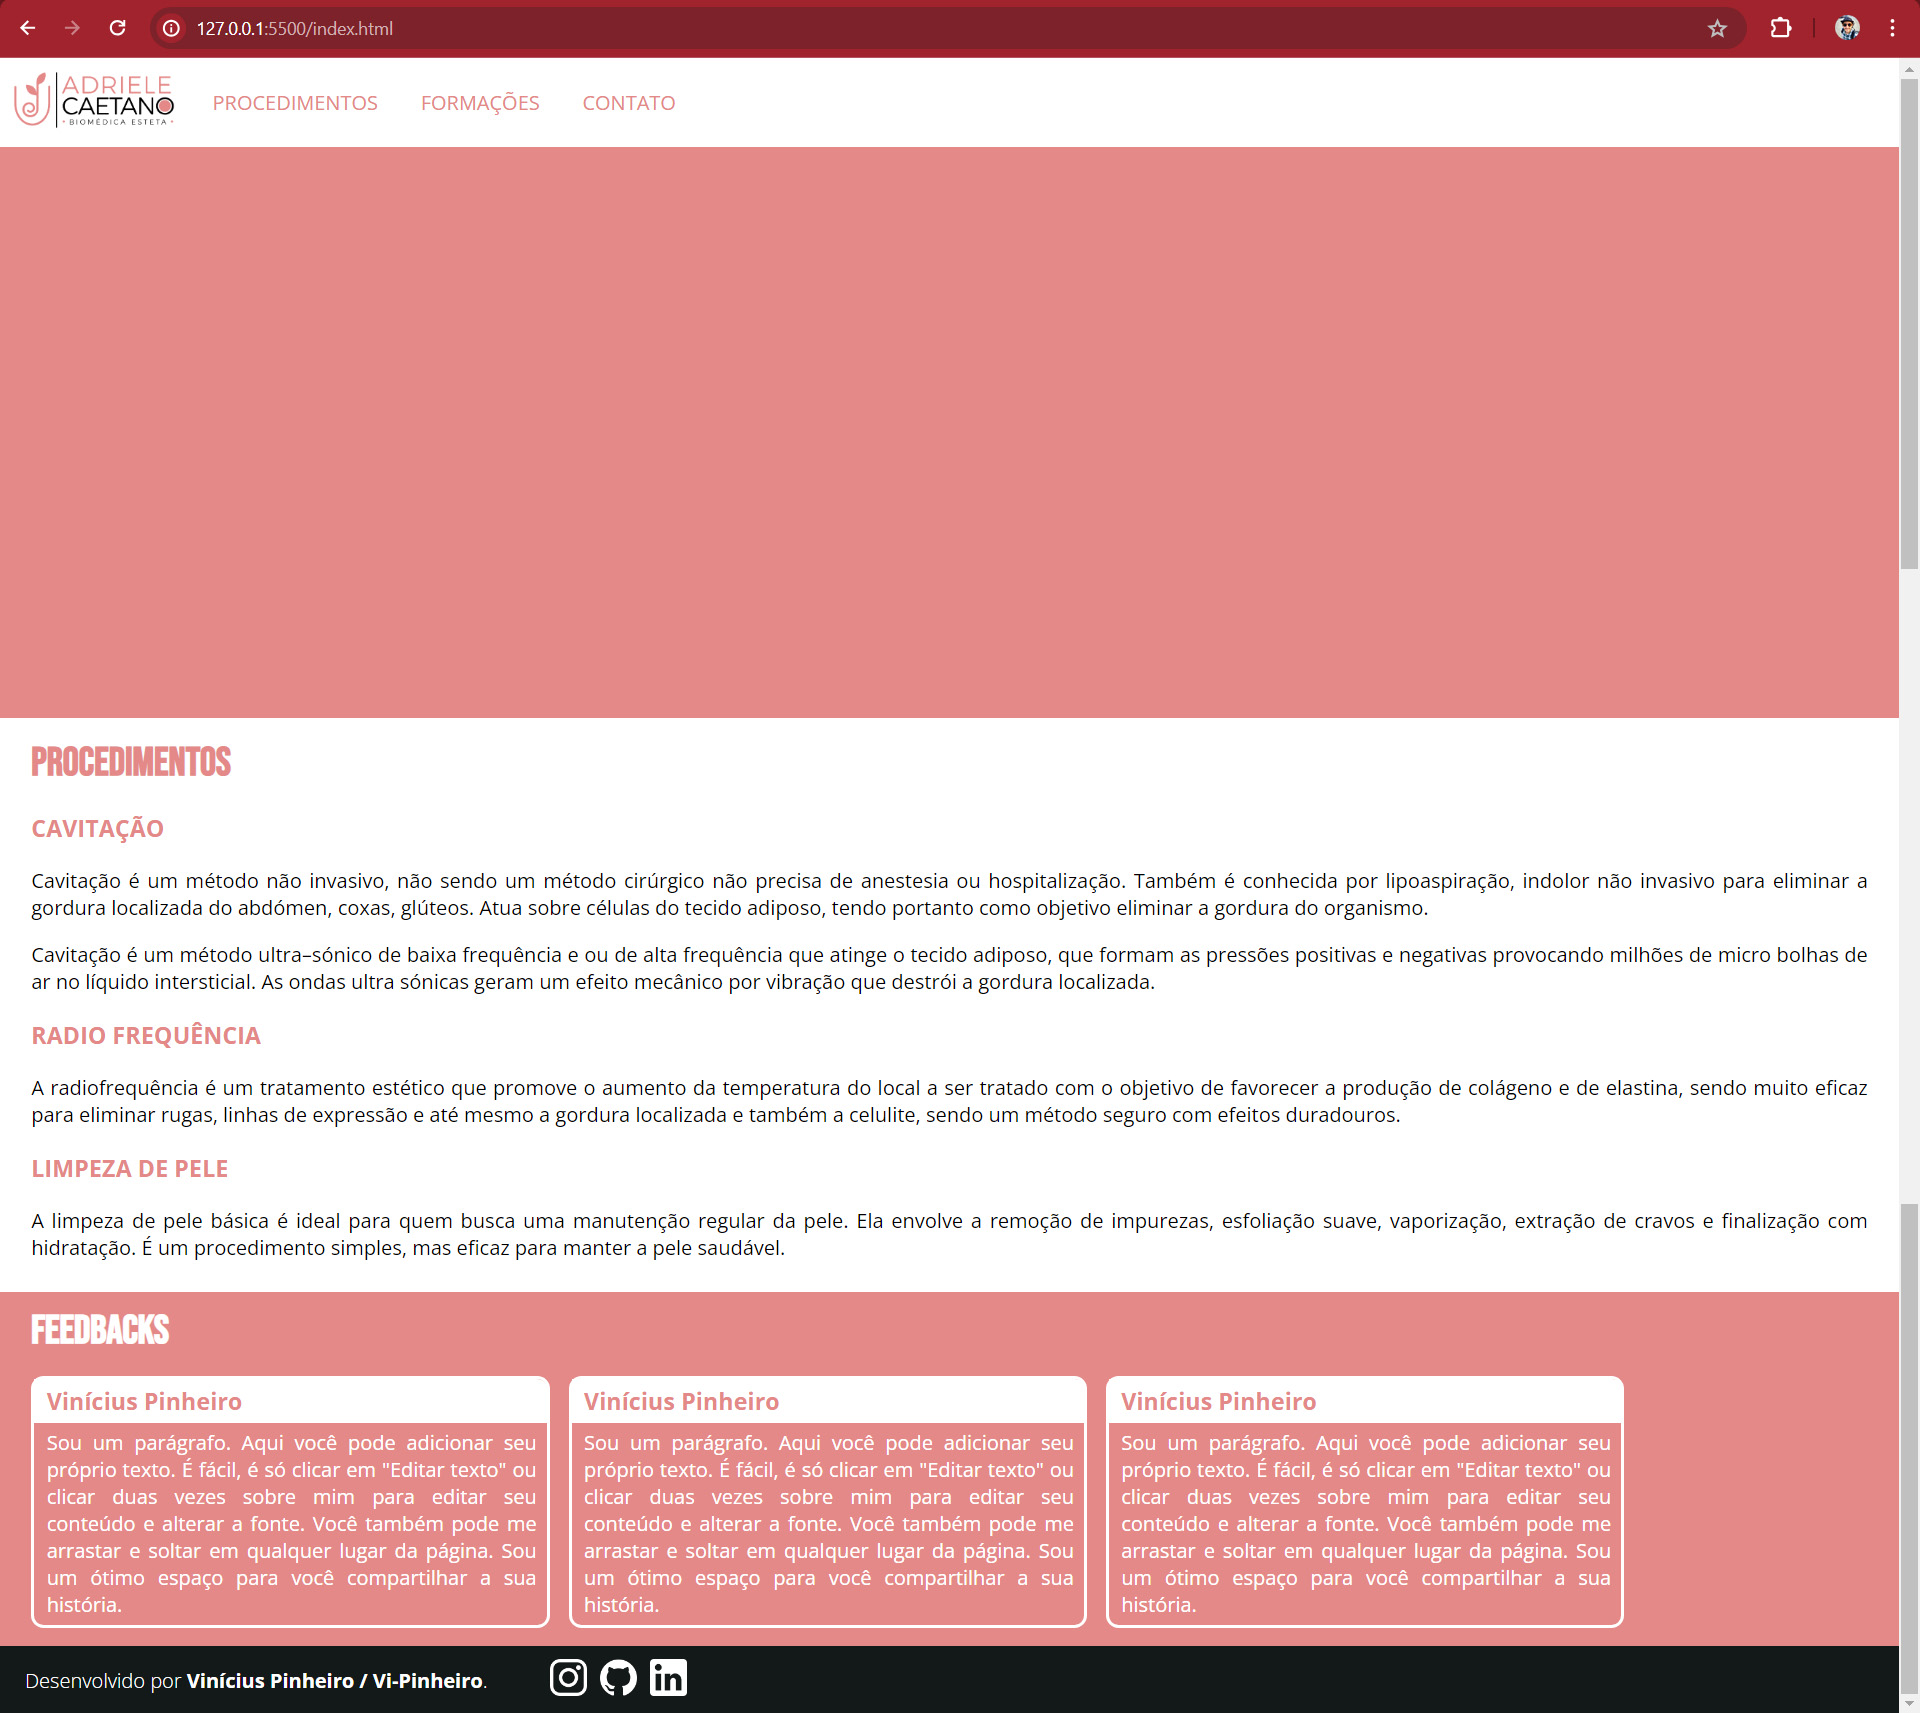 127.0.0.1:5500/index.html
ADRIELE
CAETANO
• BIOMÉDICA ESTETA •
PROCEDIMENTOS FORMAÇÕES CONTATO
PROCEDIMENTOS
CAVITAÇÃO
Cavitação é um método não invasivo, não sendo um método cirúrgico não precisa de anestesia ou hospitalização. Também é conhecida por lipoaspiração, indolor não invasivo para eliminar a
gordura localizada do abdómen, coxas, glúteos. Atua sobre células do tecido adiposo, tendo portanto como objetivo eliminar a gordura do organismo.
Cavitação é um método ultra–sónico de baixa frequência e ou de alta frequência que atinge o tecido adiposo, que formam as pressões positivas e negativas provocando milhões de micro bolhas de
ar no líquido intersticial. As ondas ultra sónicas geram um efeito mecânico por vibração que destrói a gordura localizada.
RADIO FREQUÊNCIA
A radiofrequência é um tratamento estético que promove o aumento da temperatura do local a ser tratado com o objetivo de favorecer a produção de colágeno e de elastina, sendo muito eficaz
para eliminar rugas, linhas de expressão e até mesmo a gordura localizada e também a celulite, sendo um método seguro com efeitos duradouros.
LIMPEZA DE PELE
A limpeza de pele básica é ideal para quem busca uma manutenção regular da pele. Ela envolve a remoção de impurezas, esfoliação suave, vaporização, extração de cravos e finalização com
hidratação. É um procedimento simples, mas eficaz para manter a pele saudável.
FEEDBACKS
Vinícius Pinheiro
Sou um parágrafo. Aqui você pode adicionar seu
próprio texto. É fácil, é só clicar em "Editar texto" ou
clicar duas vezes sobre mim para editar seu
conteúdo e alterar a fonte. Você também pode me
arrastar e soltar em qualquer lugar da página. Sou
um ótimo espaço para você compartilhar a sua
história.
Vinícius Pinheiro
Sou um parágrafo. Aqui você pode adicionar seu
próprio texto. É fácil, é só clicar em "Editar texto" ou
clicar duas vezes sobre mim para editar seu
conteúdo e alterar a fonte. Você também pode me
arrastar e soltar em qualquer lugar da página. Sou
um ótimo espaço para você compartilhar a sua
história.
Vinícius Pinheiro
Sou um parágrafo. Aqui você pode adicionar seu
próprio texto. É fácil, é só clicar em "Editar texto" ou
clicar duas vezes sobre mim para editar seu
conteúdo e alterar a fonte. Você também pode me
arrastar e soltar em qualquer lugar da página. Sou
um ótimo espaço para você compartilhar a sua
história.
Desenvolvido por Vinícius Pinheiro / Vi-Pinheiro.